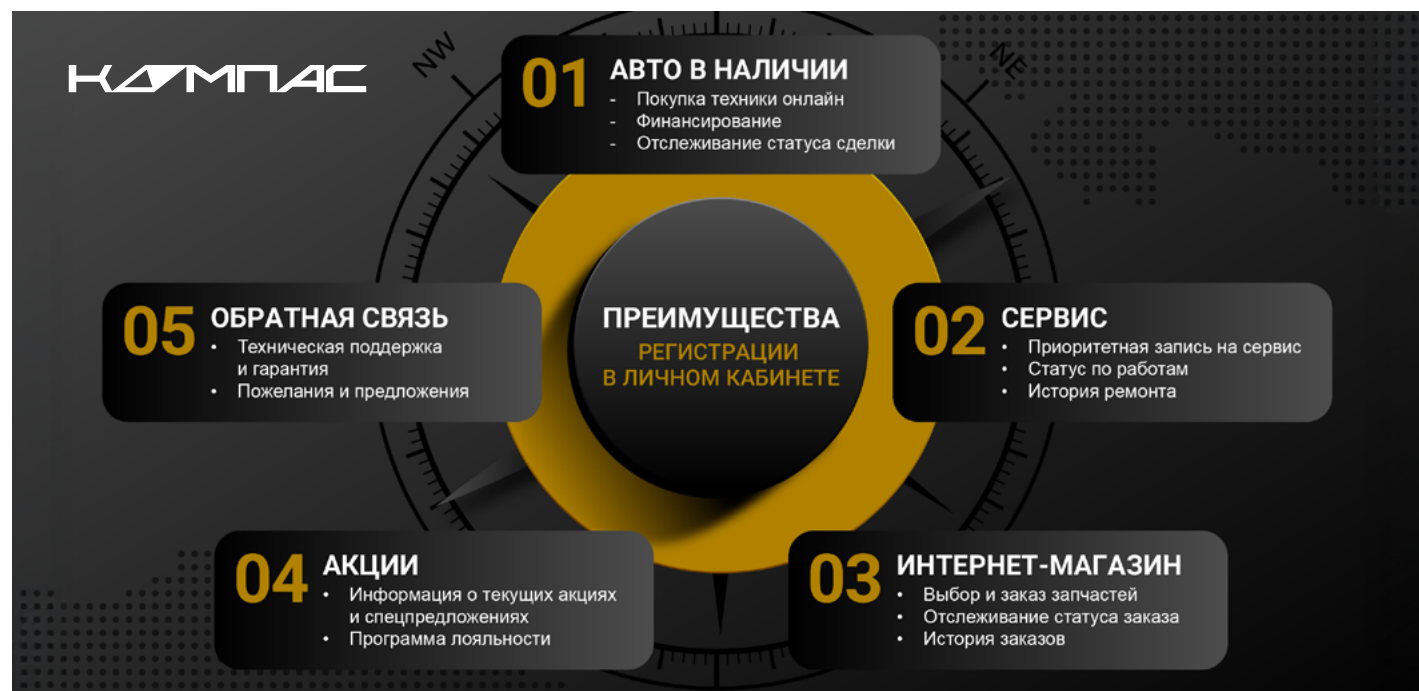 КОМПАС
NW
NE
01
АВТО В НАЛИЧИИ
- Покупка техники онлайн
- Финансирование
- Отслеживание статуса сделки
ПРЕИМУЩЕСТВА
РЕГИСТРАЦИИ
В ЛИЧНОМ КАБИНЕТЕ
02
СЕРВИС
• Приоритетная запись на сервис
• Статус по работам
• История ремонта
03
ИНТЕРНЕТ-МАГАЗИН
• Выбор и заказ запчастей
• Отслеживание статуса заказа
• История заказов
04
АКЦИИ
• Информация о текущих акциях
и спецпредложениях
• Программа лояльности
05
ОБРАТНАЯ СВЯЗЬ
• Техническая поддержка
и гарантия
• Пожелания и предложения